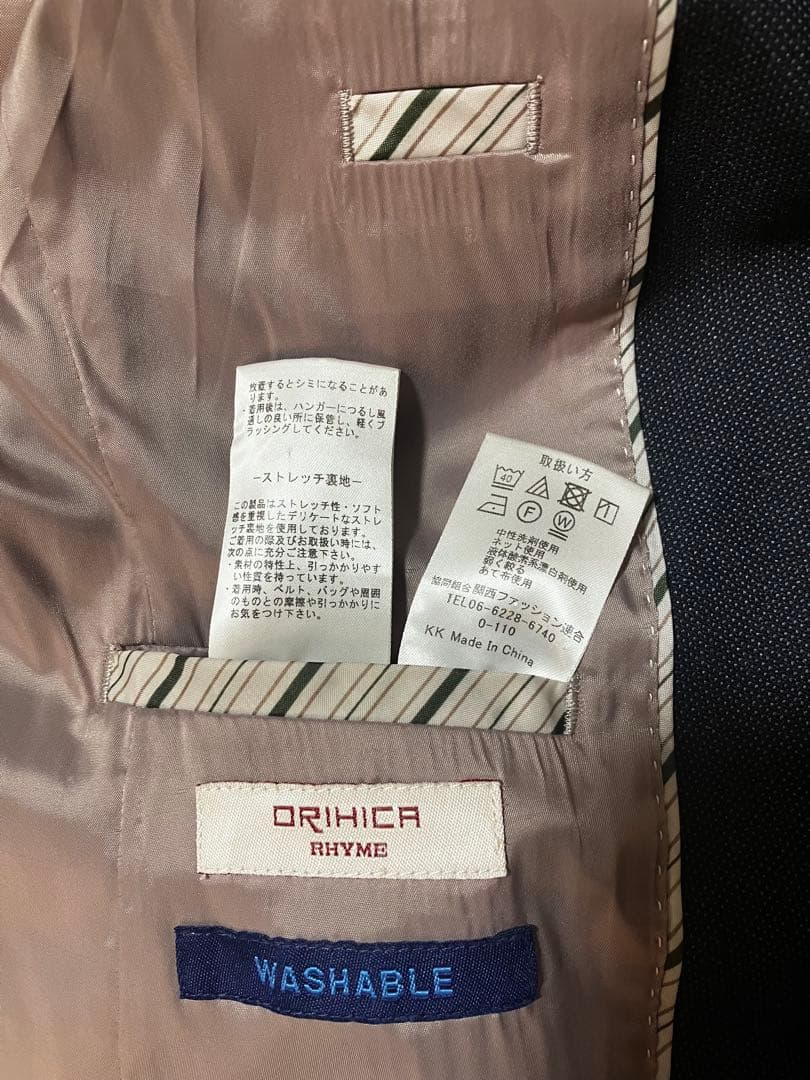 放置するとシミになることがあ
ります。
・着用後は、ハンガーにつるし風
通しの良い所に保管し、軽くブ
ラッシングしてください。
―ストレッチ裏地―
この製品はストレッチ性・ソフト
感を重視したデリケートなストレ
ッチ裏地を使用しております。
ご着用の際及びお取扱い時には、
次の点に充分ご注意下さい。
・素材の特性上、引っかかりやす
い性質を持っています。
・着用時、ベルト、バッグや周囲
のものとの摩擦や引っかかりに
お気をつけ下さい。
取扱い方
40
F W
中性洗剤使用
ネット使用
液体酸素系漂白剤使用
弱く絞る
あて布使用
協同組合関西ファッション連合
TEL06-6228-6740
0-110
KK Made In China
ORIHICA
RHYME
WASHABLE